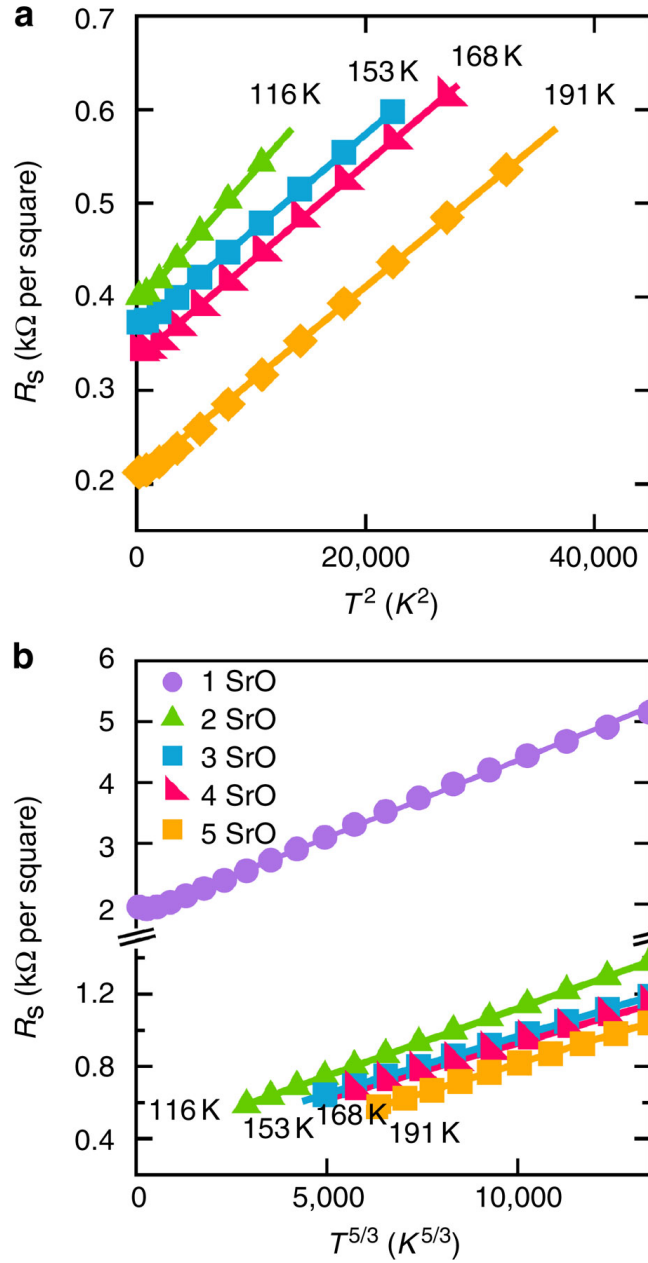 a
0.7
0.6
0.5
0.4
0.3
0.2
116 K
153 K
168 K
191 K
R_S (kΩ per square)
0
20,000
40,000
T² (K²)
b
6
5
4
3
2
1.2
0.8
0.4
1 SrO
2 SrO
3 SrO
4 SrO
5 SrO
R_S (kΩ per square)
116 K
153 K
168 K
191 K
0
5,000
10,000
T^{5/3} (K^{5/3})